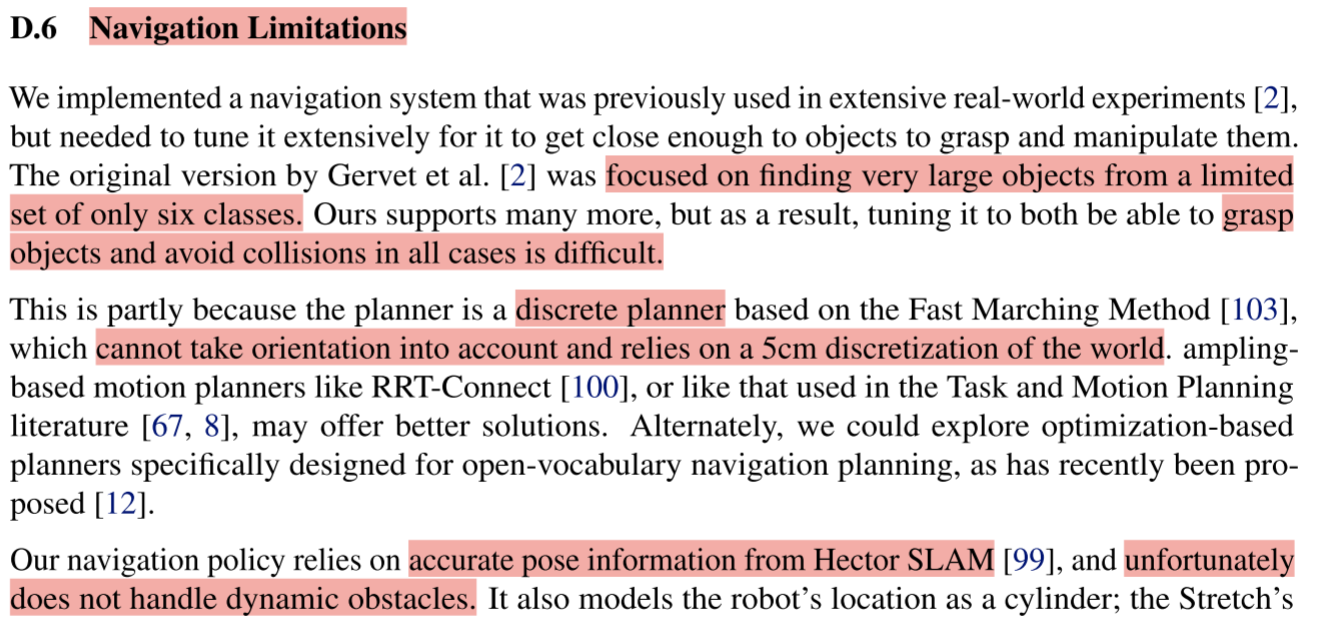 D.6 Navigation Limitations
We implemented a navigation system that was previously used in extensive real-world experiments [2],
but needed to tune it extensively for it to get close enough to objects to grasp and manipulate them.
The original version by Gervet et al. [2] was focused on finding very large objects from a limited
set of only six classes. Ours supports many more, but as a result, tuning it to both be able to grasp
objects and avoid collisions in all cases is difficult.
This is partly because the planner is a discrete planner based on the Fast Marching Method [103],
which cannot take orientation into account and relies on a 5cm discretization of the world. ampling-
based motion planners like RRT-Connect [100], or like that used in the Task and Motion Planning
literature [67, 8], may offer better solutions. Alternately, we could explore optimization-based
planners specifically designed for open-vocabulary navigation planning, as has recently been pro-
posed [12].
Our navigation policy relies on accurate pose information from Hector SLAM [99], and unfortunately
does not handle dynamic obstacles. It also models the robot's location as a cylinder; the Stretch's